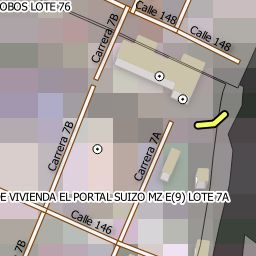 OBOS LOTE 76
Calle 148
Calle 148
Carrera 7B
Carrera 7B
Carrera 7A
E VIVIENDA EL PORTAL SUIZO MZ E(9) LOTE 7A
Calle 146
7B